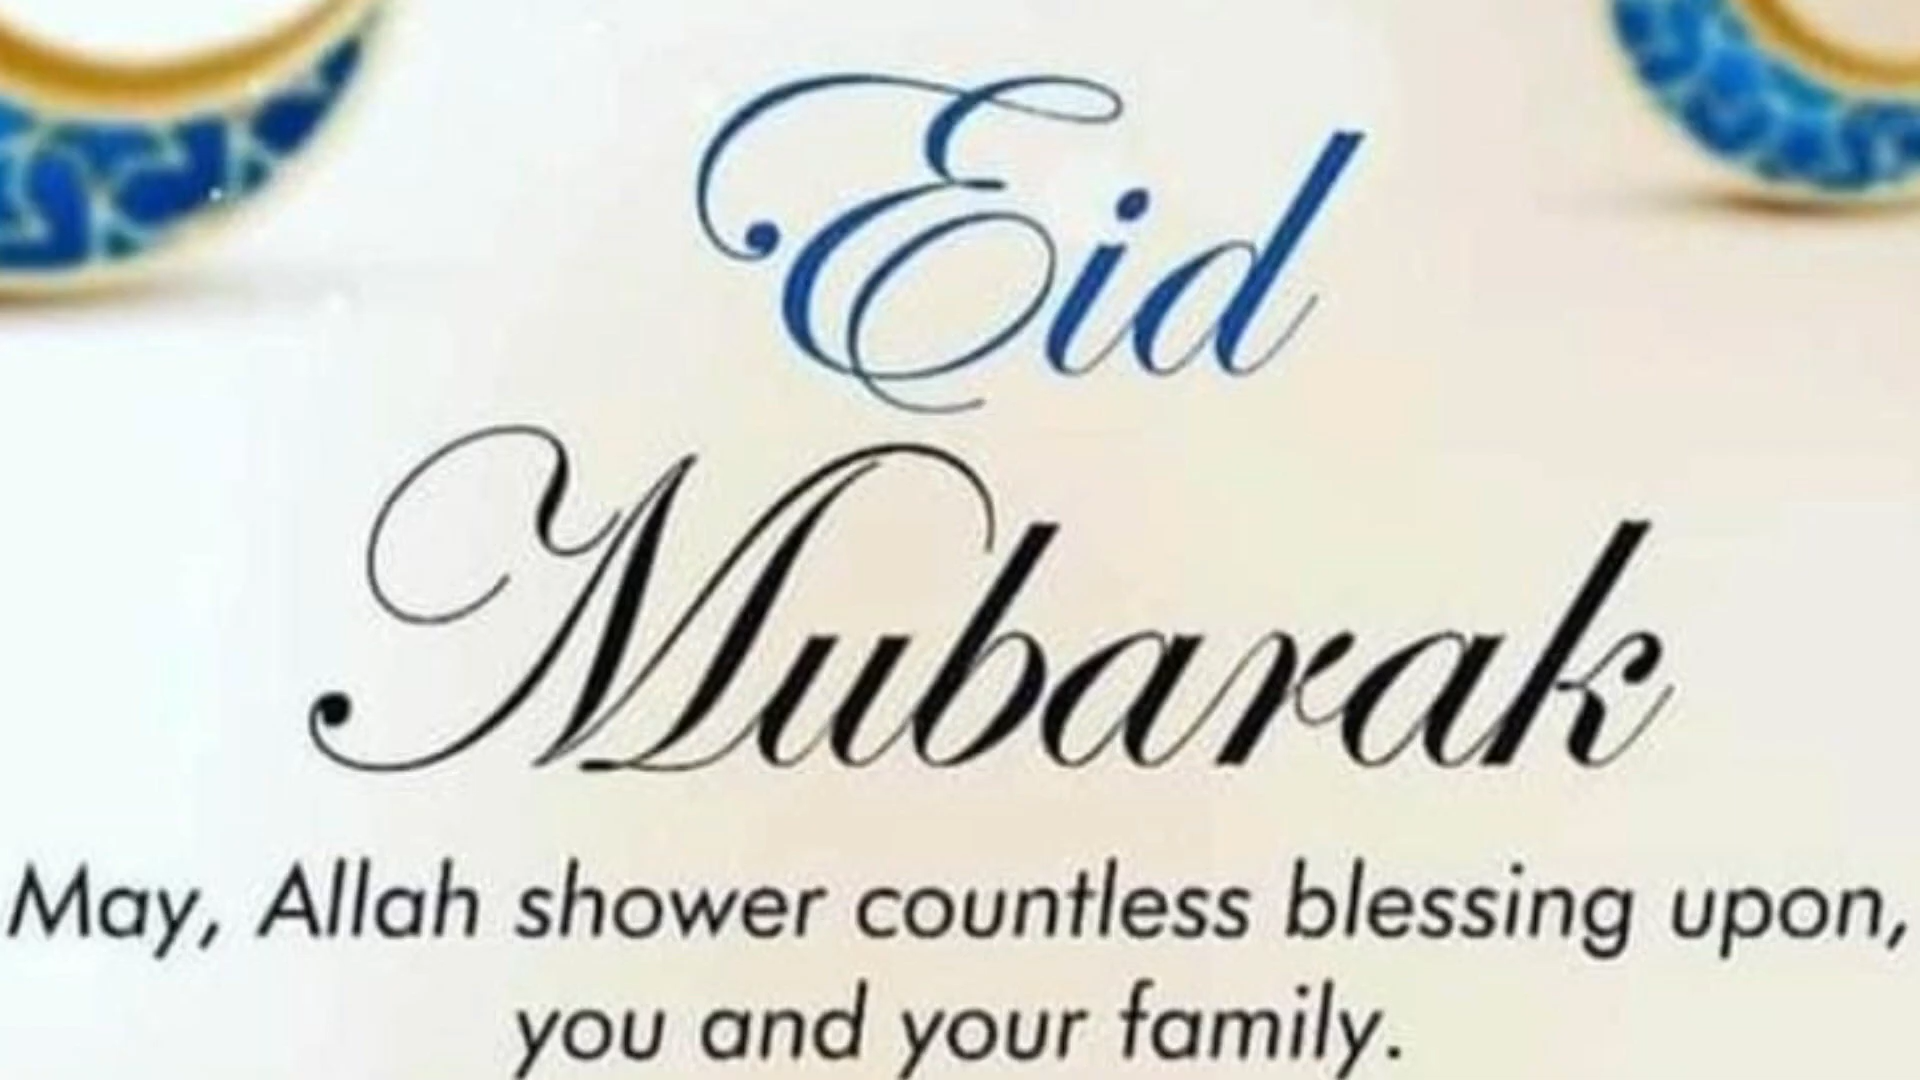 Eid
Mubarak
May, Allah shower countless blessing upon,
you and your family.